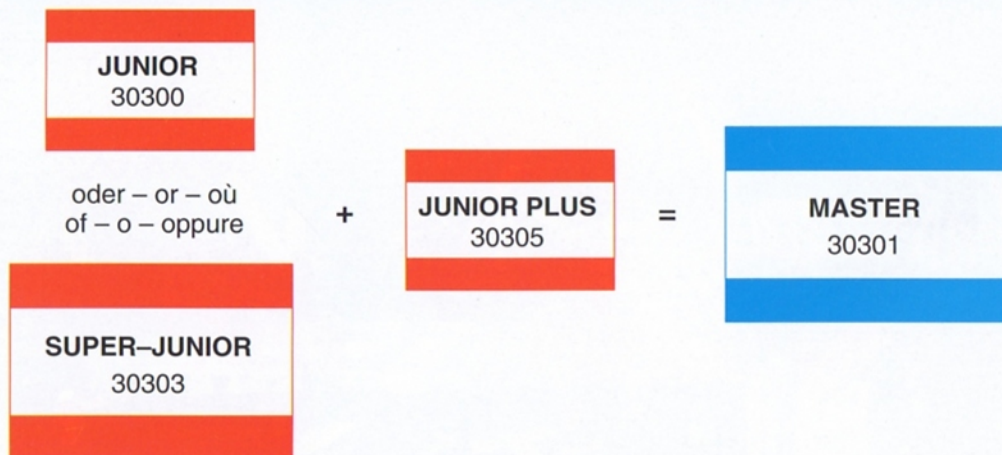 JUNIOR
30300
oder – or – où
of – o – oppure
SUPER–JUNIOR
30303
+
JUNIOR PLUS
30305
=
MASTER
30301